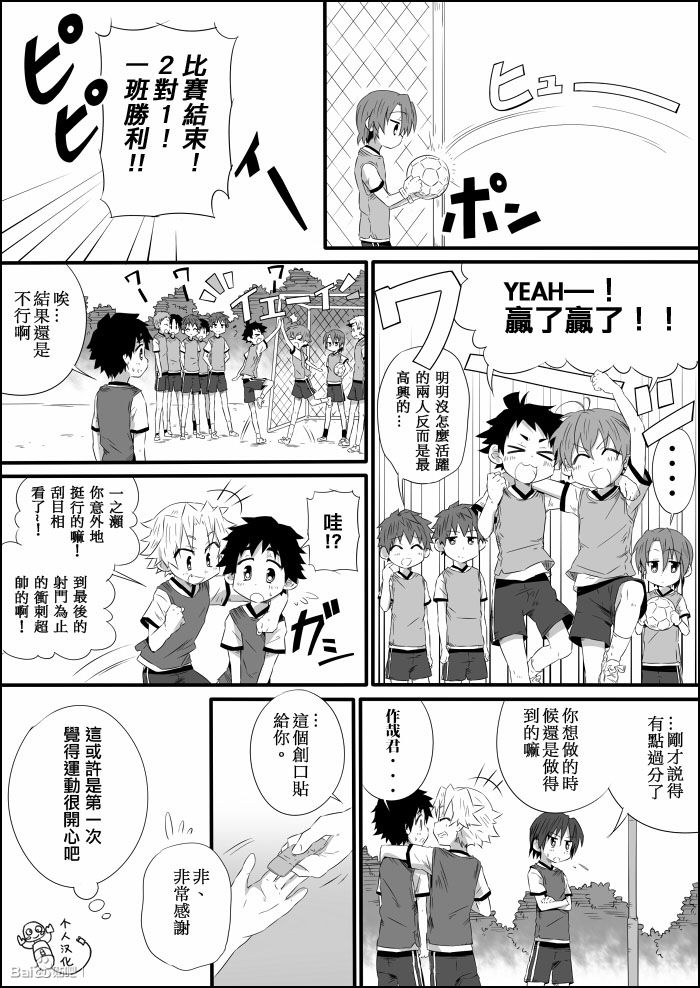 ヒュー
ポン
ピピーィ
比賽結束！
2對1！
一班勝利!!
YEAH—！
贏了贏了！！
ワー
明明沒怎麼活躍
的兩人反而是最
高興的…
・・・
イエーイ
唉…
結果還是
不行啊
哇!?
ガシ
一之瀨
你意外地
挺行的嘛！
刮目相
看了~！
到最後的
射門為止
的衝刺超
帥的啊！
…剛才説得
有點過分了
你想做的時
候還是做得
到的嘛
作哉君・・・
…
這個創口貼
給你。
非、
非常感謝
這或許是第一次
覺得運動很開心吧
个人汉化
Bai 贴吧